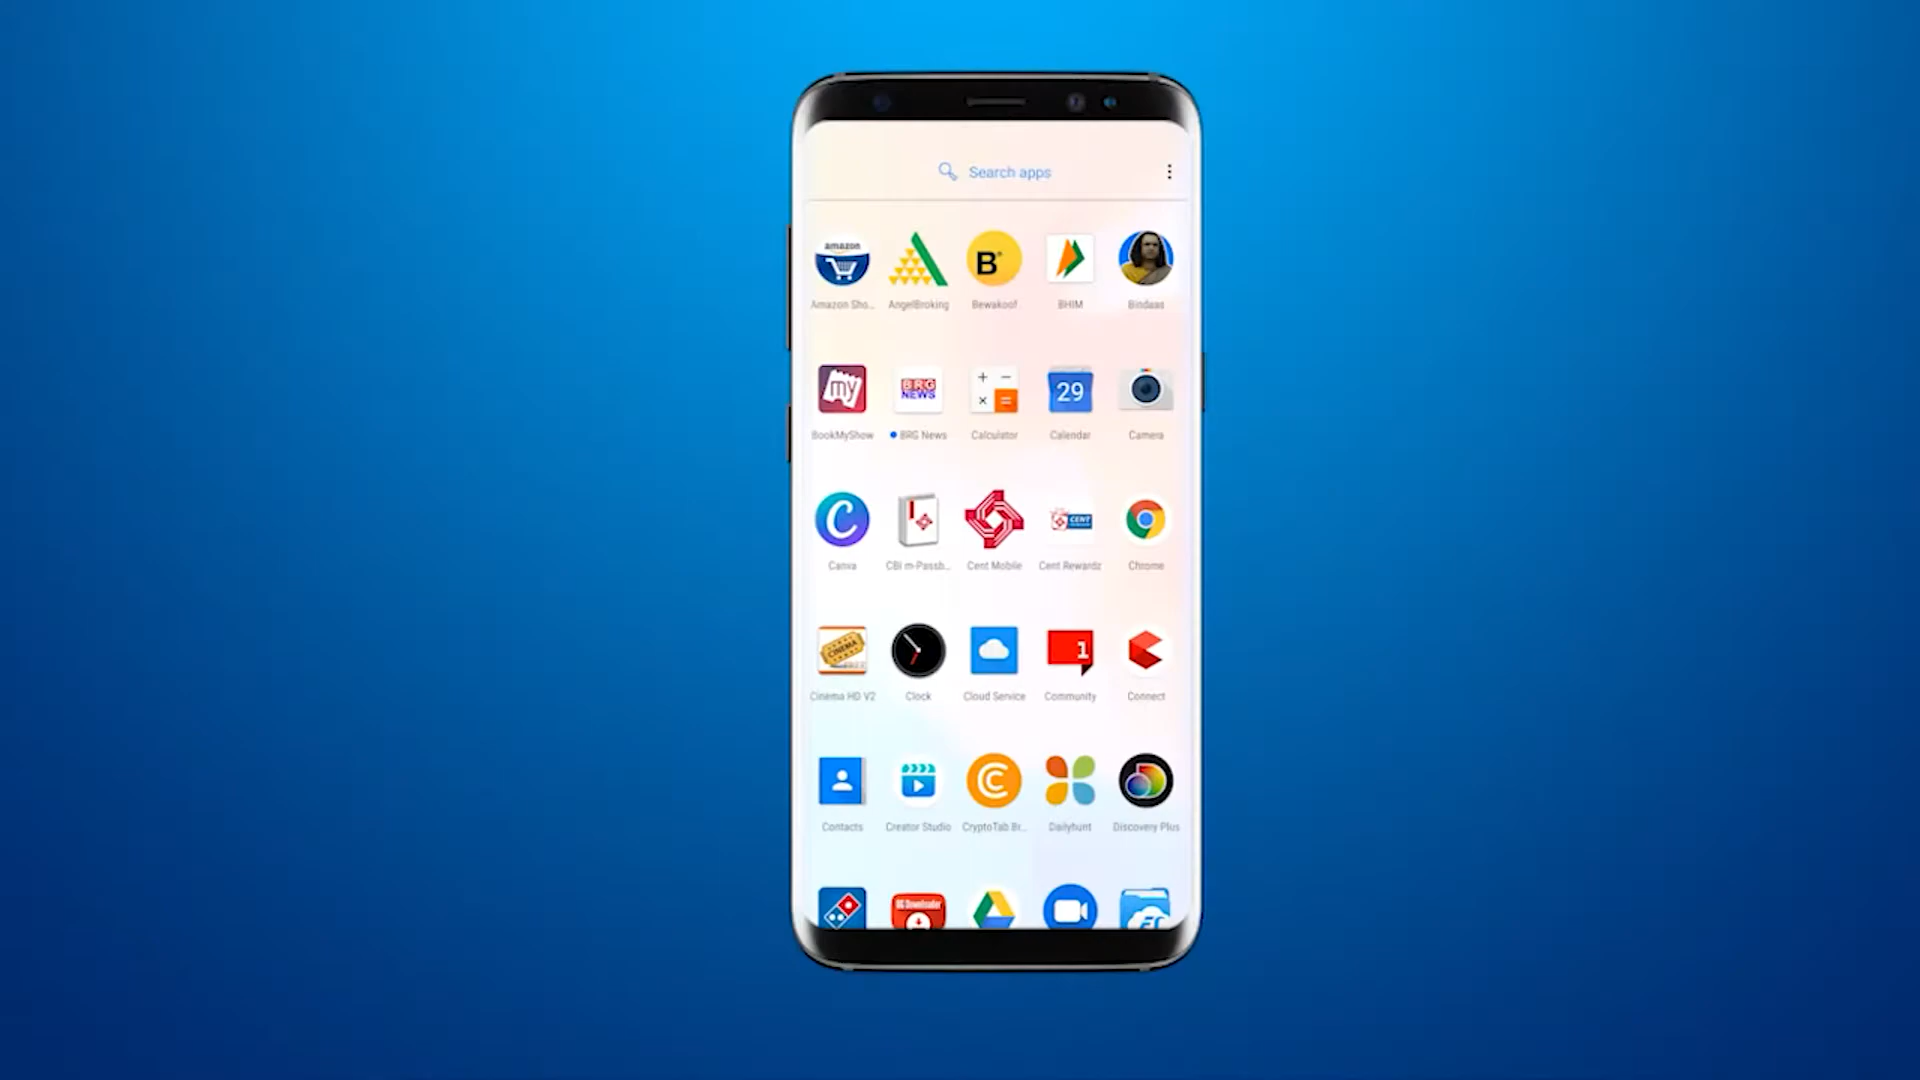 Search apps
amazon
Amazon Sho...
AngelBroking
B
Bewakoof
BHIM
Bindaas
my
BookMyShow
BRG
NEWS
BRG News
Calculator
29
Calendar
Camera
C
Canva
CBI m-Passb...
Cent Mobile
CENT
Cent Rewardz
Chrome
CINEMA
Cinema HD V2
Clock
Cloud Service
1
Community
Connect
Contacts
Creator Studio
C
CryptoTab Br...
Dailyhunt
Discovery Plus